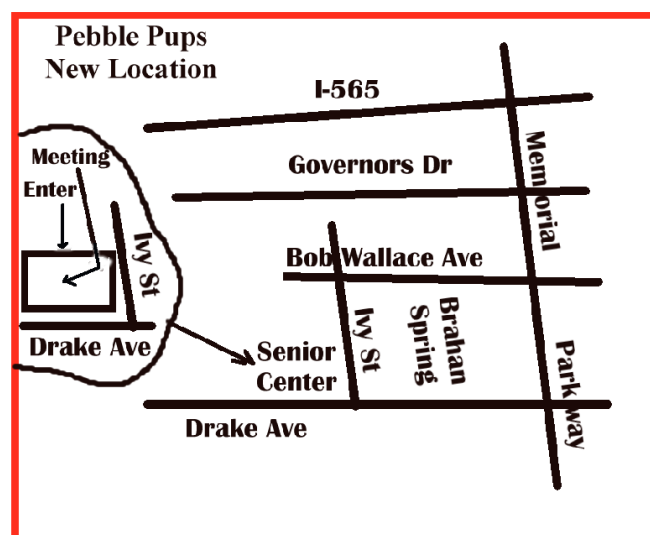 Pebble Pups
New Location
I-565
Memorial
Parkway
Governors Dr
Meeting
Enter
Ivy St
Drake Ave
Bob Wallace Ave
Ivy St
Brahan
Spring
Senior
Center
Drake Ave